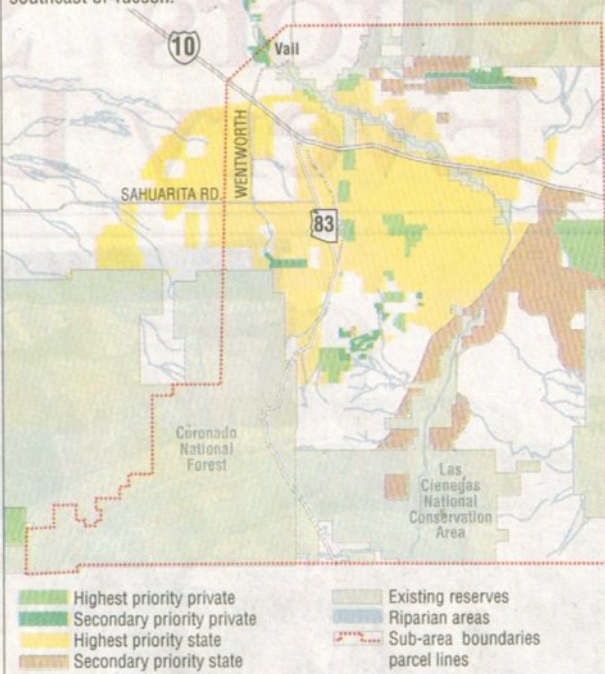 southeast of Tucson.
10
Vail
WENTWORTH
SAHUARITA RD.
83
Coronado
National
Forest
Las
Cienegas
National
Conservation
Area
Highest priority private
Secondary priority private
Highest priority state
Secondary priority state
Existing reserves
Riparian areas
Sub-area boundaries
parcel lines